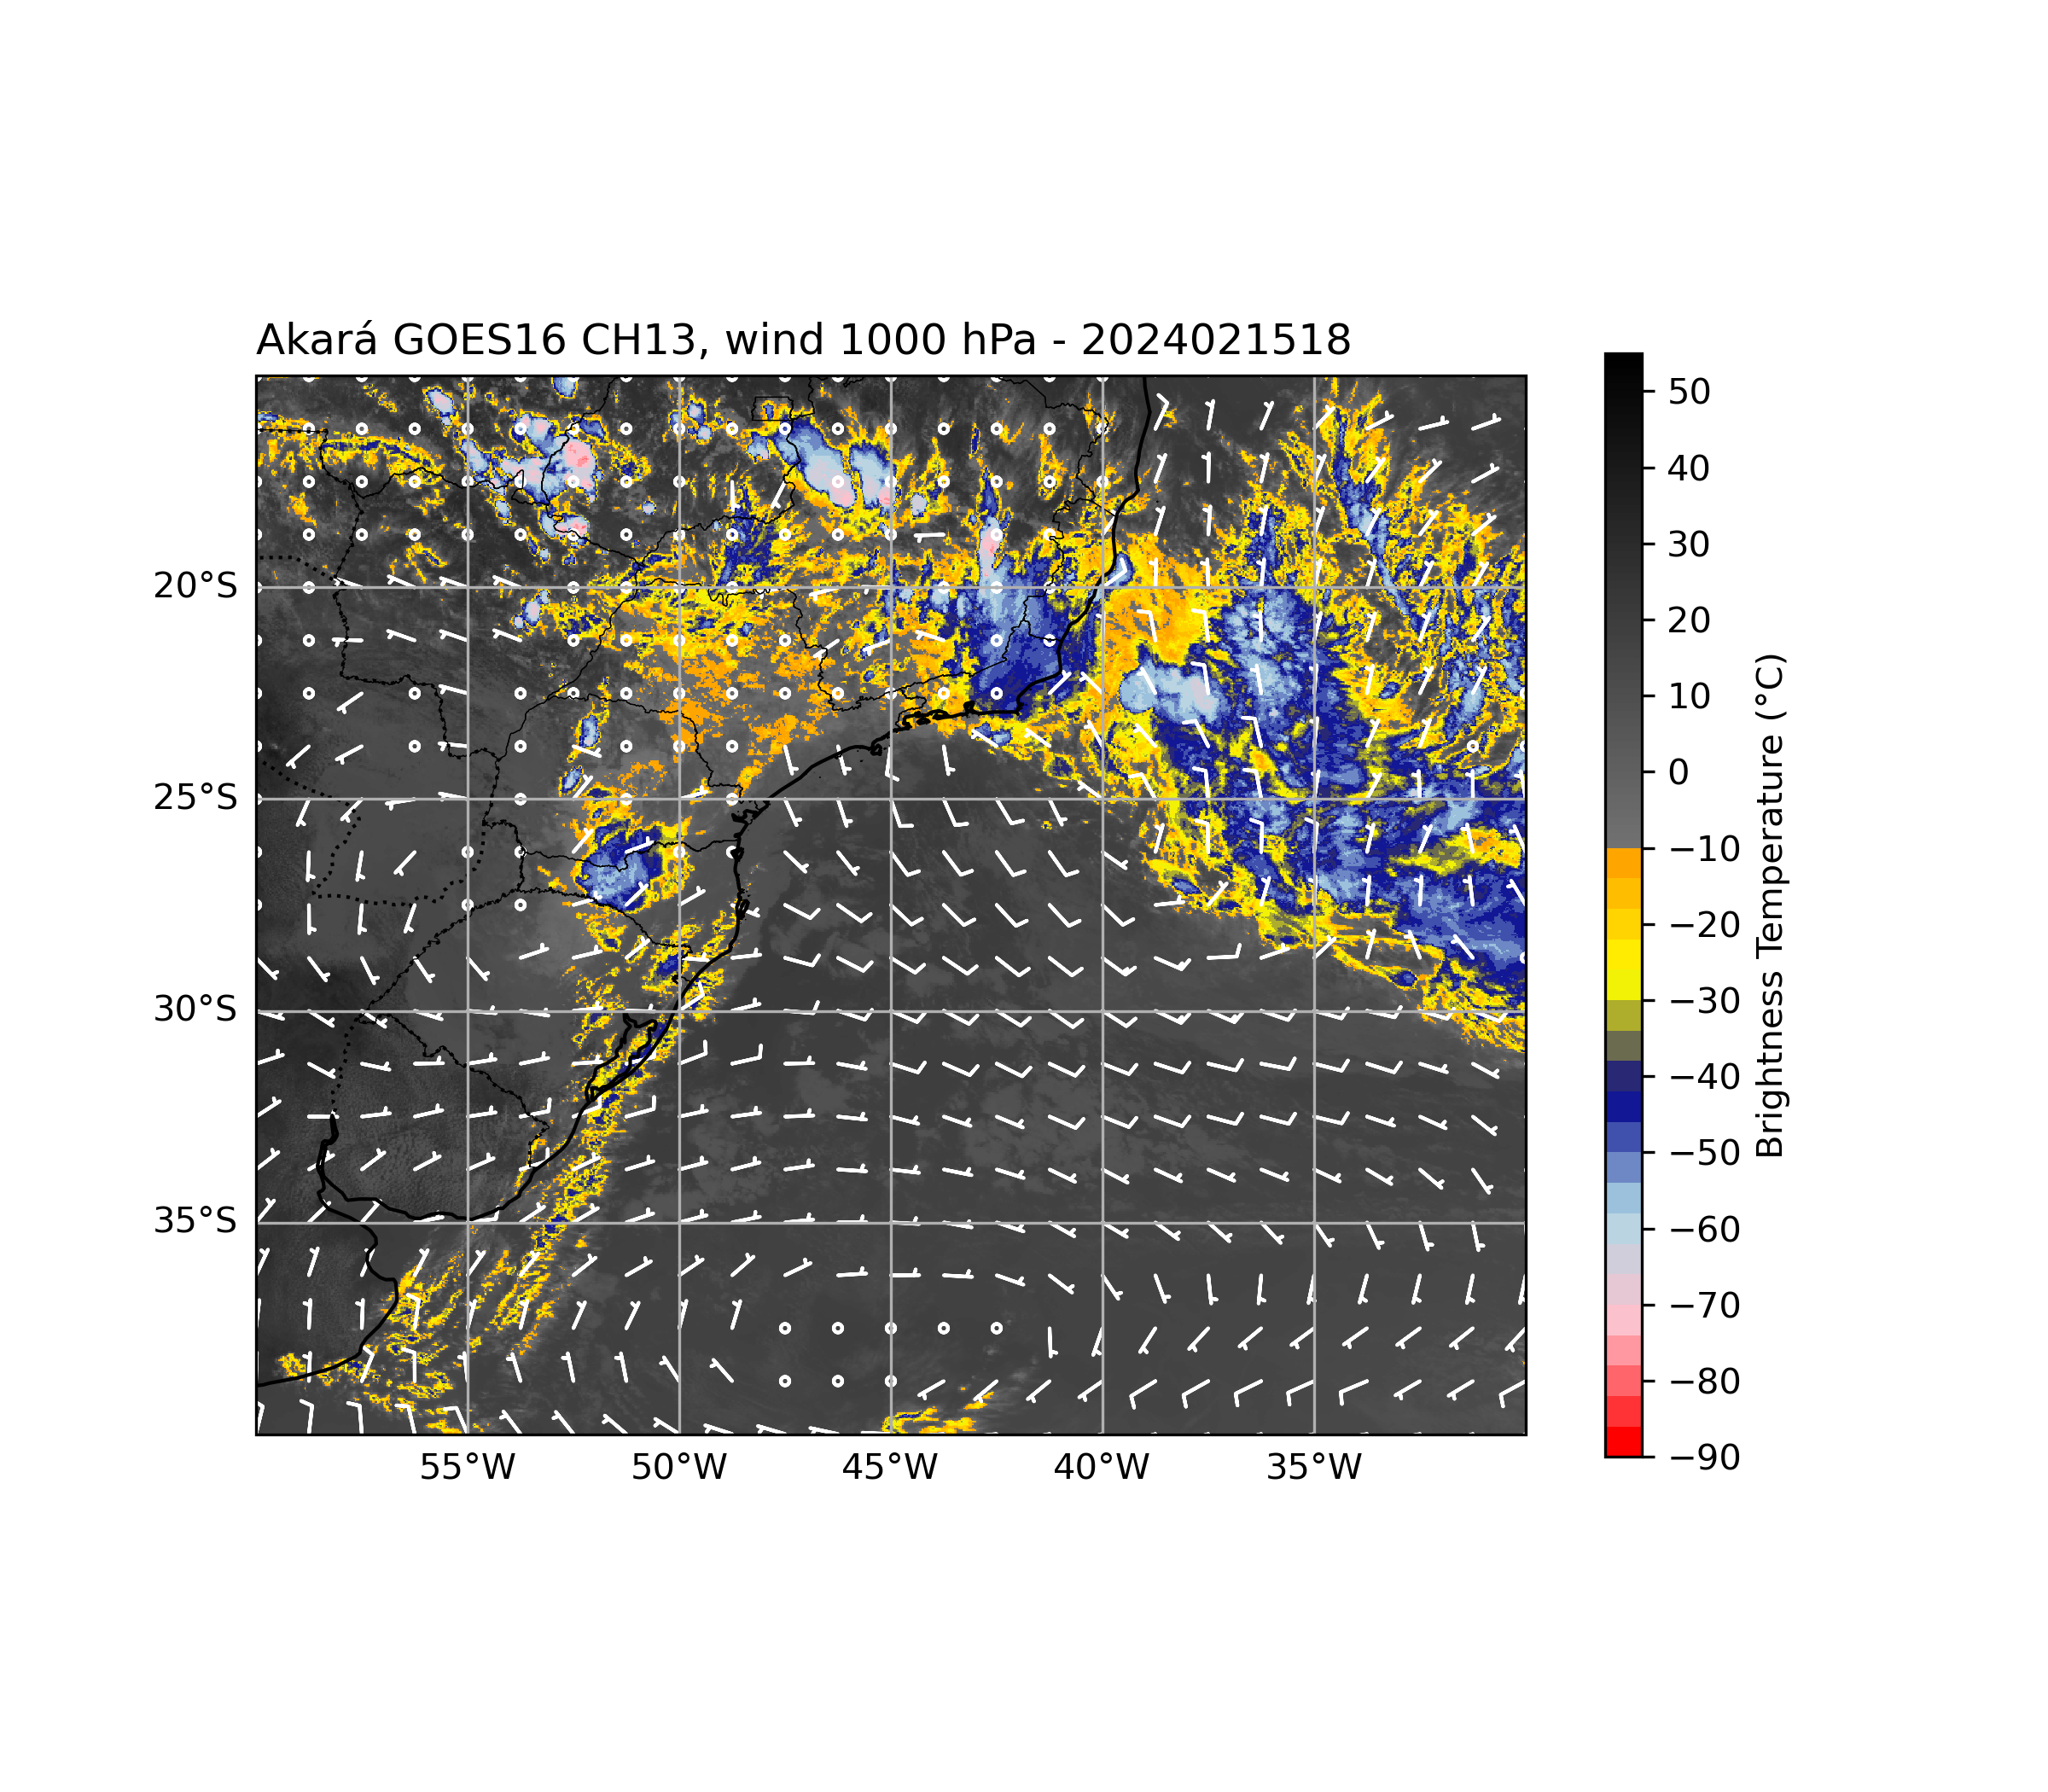 Akará GOES16 CH13, wind 1000 hPa - 2024021518
20°S
25°S
30°S
35°S
55°W
50°W
45°W
40°W
35°W
50
40
30
20
10
0
−10
−20
−30
−40
−50
−60
−70
−80
−90
Brightness Temperature (°C)